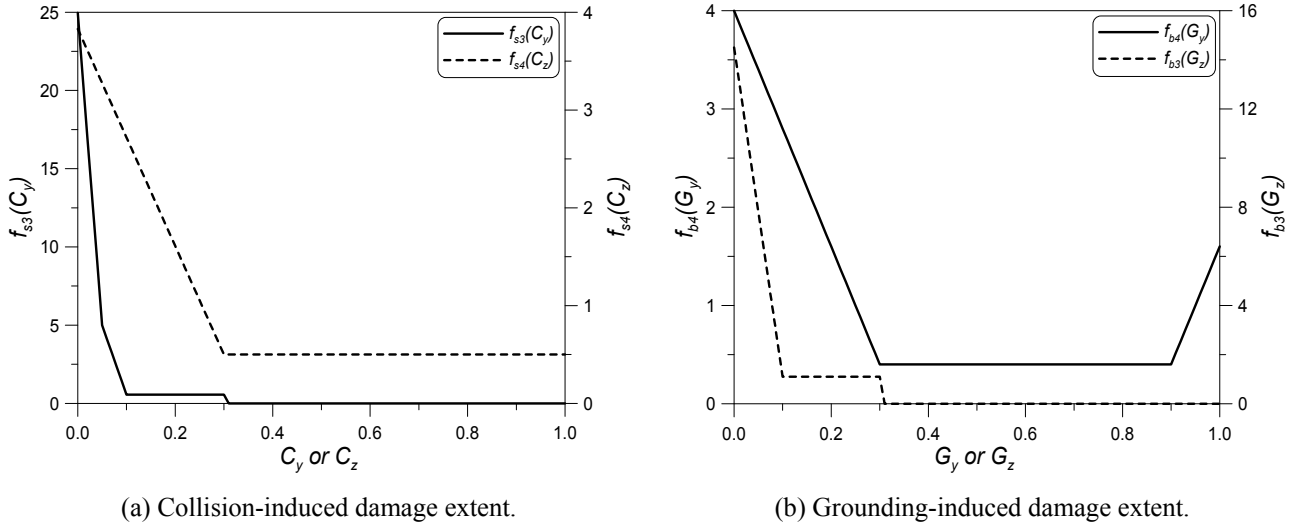 25
20
15
10
5
0
f_s3(C_y)
4
3
2
1
0
f_s4(C_z)
f_s3(C_y)
f_s4(C_z)
0.0 0.2 0.4 0.6 0.8 1.0
C_y or C_z
(a) Collision-induced damage extent.
4
3
2
1
0
f_b4(G_y)
16
12
8
4
0
f_b3(G_z)
f_b4(G_y)
f_b3(G_z)
0.0 0.2 0.4 0.6 0.8 1.0
G_y or G_z
(b) Grounding-induced damage extent.